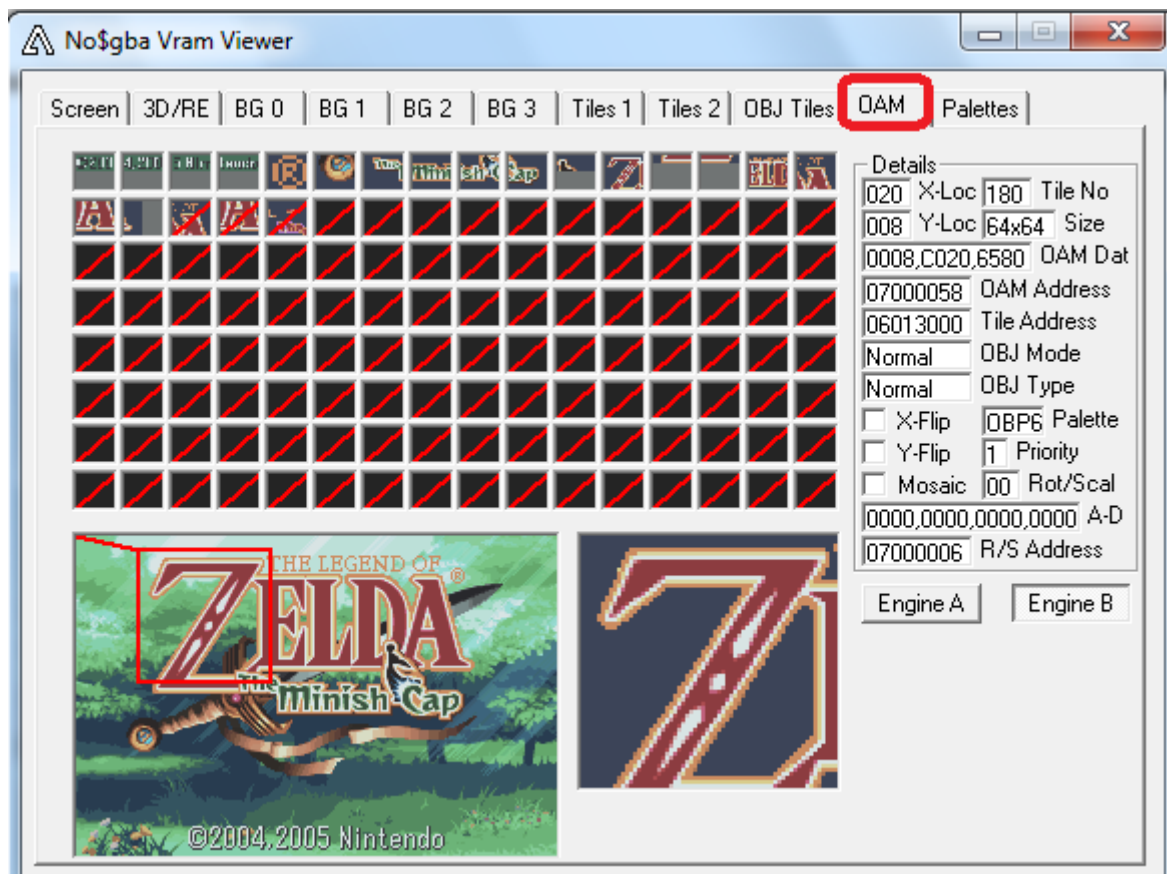 No$gba Vram Viewer
Screen 3D/RE BG 0 BG 1 BG 2 BG 3 Tiles 1 Tiles 2 OBJ Tiles OAM Palettes
Details
020 X-Loc 180 Tile No
008 Y-Loc 64x64 Size
0008,C020,6580 OAM Dat
07000058 OAM Address
06013000 Tile Address
Normal OBJ Mode
Normal OBJ Type
X-Flip OBP6 Palette
Y-Flip 1 Priority
Mosaic 00 Rot/Scal
0000,0000,0000,0000 A-D
07000006 R/S Address
Engine A Engine B
THE LEGEND OF
ZELDA®
The Minish Cap
©2004,2005 Nintendo
Z